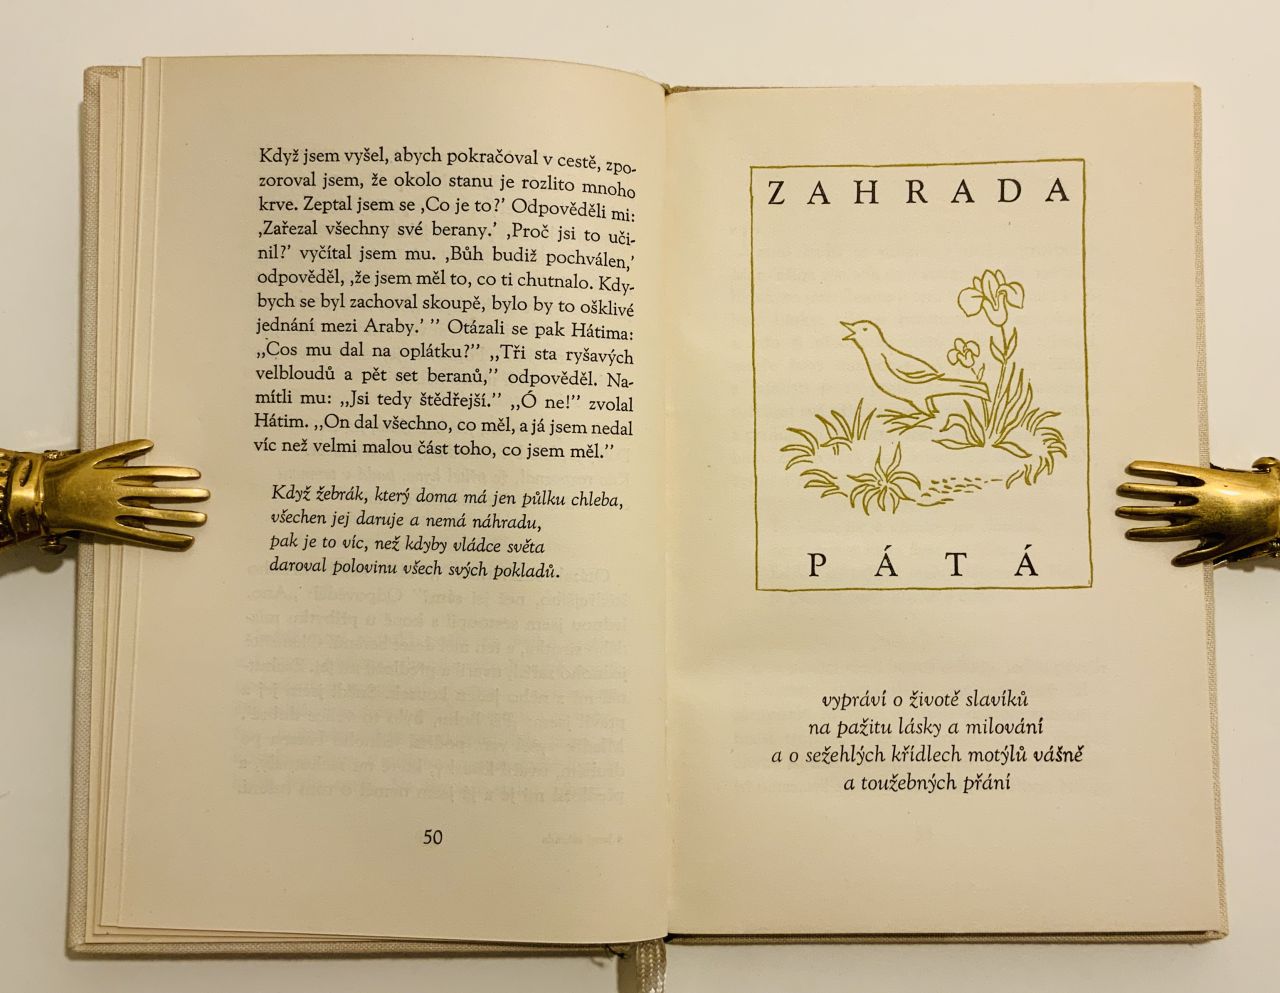 Když jsem vyšel, abych pokračoval v cestě, zpo-
zoroval jsem, že okolo stanu je rozlito mnoho
krve. Zeptal jsem se ‚Co je to?’ Odpověděli mi:
‚Zařezal všechny své berany.’ ‚Proč jsi to uči-
nil?’ vyčítal jsem mu. ‚Bůh budiž pochválen,’
odpověděl, ‚že jsem měl to, co ti chutnalo. Kdy-
bych se byl zachoval skoupě, bylo by to ošklivé
jednání mezi Araby.’ ” Otázali se pak Hátima:
„Cos mu dal na oplátku?” „Tři sta ryšavých
velbloudů a pět set beranů,” odpověděl. Na-
mítli mu: „Jsi tedy štědřejší.” „Ó ne!” zvolal
Hátim. „On dal všechno, co měl, a já jsem nedal
víc než velmi malou část toho, co jsem měl.”
Když žebrák, který doma má jen půlku chleba,
všechen jej daruje a nemá náhradu,
pak je to víc, než kdyby vládce světa
daroval polovinu všech svých pokladů.
50
ZAHRADA
PÁTÁ
vypráví o životě slavíků
na pažitu lásky a milování
a o sežehlých křídlech motýlů vášně
a toužebných přání